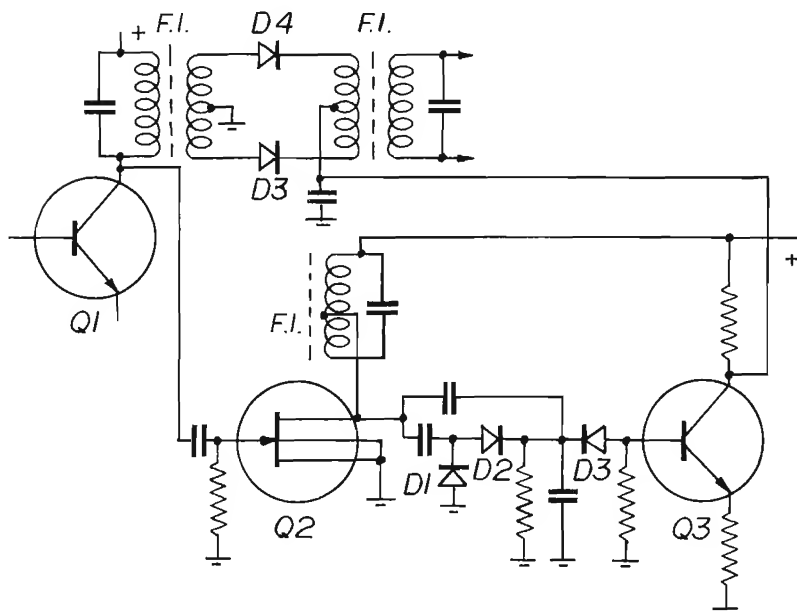 + F.I. D4 F.I.
D3
Q1
F.I.
+
D1 D2 D3
Q2 Q3